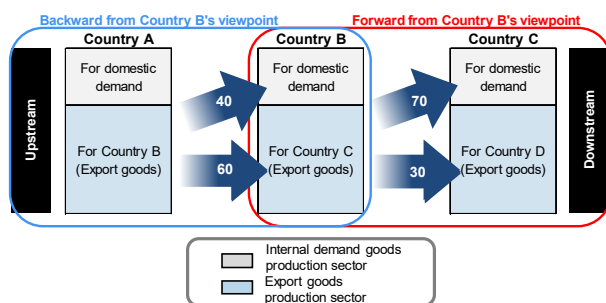 Backward from Country B's viewpoint
Forward from Country B's viewpoint
Country A
Country B
Country C
Upstream
For domestic
demand
40
For domestic
demand
70
For domestic
demand
Downstream
For Country B
(Export goods)
60
For Country C
(Export goods)
30
For Country D
(Export goods)
Internal demand goods
production sector
Export goods
production sector